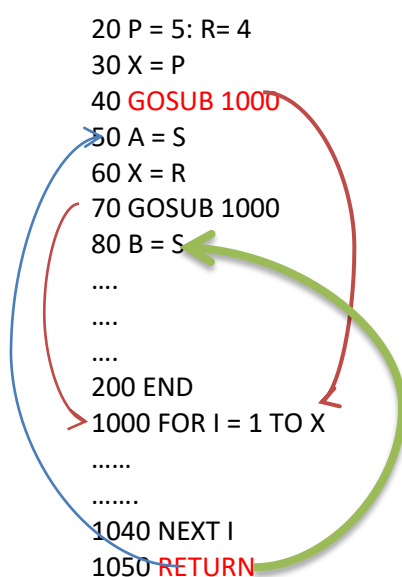 20 P = 5: R= 4
30 X = P
40 GOSUB 1000
50 A = S
60 X = R
70 GOSUB 1000
80 B = S
....
....
....
200 END
1000 FOR I = 1 TO X
......
.......
1040 NEXT I
1050 RETURN